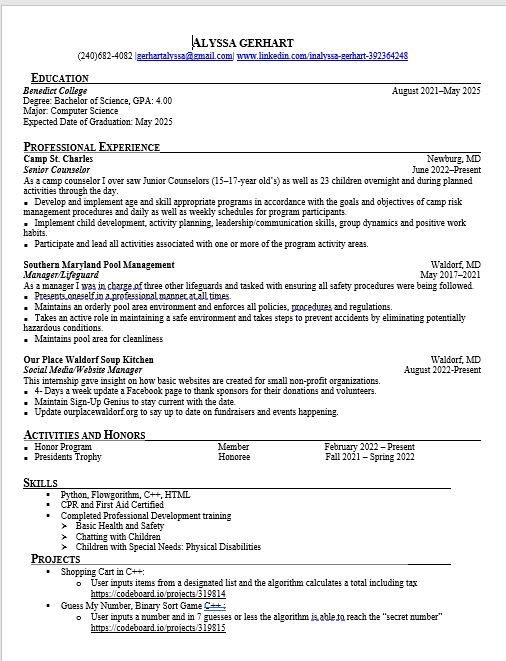 ALYSSA GERHART
(240)682-4082 |gerhartalyssa@gmail.com| www.linkedin.com/inalyssa-gerhart-392364248
EDUCATION
Benedict College August 2021–May 2025
Degree: Bachelor of Science, GPA: 4.00
Major: Computer Science
Expected Date of Graduation: May 2025
PROFESSIONAL EXPERIENCE
Camp St. Charles Newburg, MD
Senior Counselor June 2022–Present
As a camp counselor I over saw Junior Counselors (15–17-year old's) as well as 23 children overnight and during planned
activities through the day.
▪ Develop and implement age and skill appropriate programs in accordance with the goals and objectives of camp risk
management procedures and daily as well as weekly schedules for program participants.
▪ Implement child development, activity planning, leadership/communication skills, group dynamics and positive work
habits.
▪ Participate and lead all activities associated with one or more of the program activity areas.
Southern Maryland Pool Management Waldorf, MD
Manager/Lifeguard May 2017–2021
As a manager I was in charge of three other lifeguards and tasked with ensuring all safety procedures were being followed.
▪ Presents oneself in a professional manner at all times.
▪ Maintains an orderly pool area environment and enforces all policies, procedures and regulations.
▪ Takes an active role in maintaining a safe environment and takes steps to prevent accidents by eliminating potentially
hazardous conditions.
▪ Maintains pool area for cleanliness
Our Place Waldorf Soup Kitchen Waldorf, MD
Social Media/Website Manager August 2022-Present
This internship gave insight on how basic websites are created for small non-profit organizations.
▪ 4- Days a week update a Facebook page to thank sponsors for their donations and volunteers.
▪ Maintain Sign-Up Genius to stay current with the date.
▪ Update ourplacewaldorf.org to say up to date on fundraisers and events happening.
ACTIVITIES AND HONORS
▪ Honor Program Member February 2022 – Present
▪ Presidents Trophy Honoree Fall 2021 – Spring 2022
SKILLS
▪ Python, Flowgorithm, C++, HTML
▪ CPR and First Aid Certified
▪ Completed Professional Development training
➢ Basic Health and Safety
➢ Chatting with Children
➢ Children with Special Needs: Physical Disabilities
PROJECTS
▪ Shopping Cart in C++:
o User inputs items from a designated list and the algorithm calculates a total including tax
https://codeboard.io/projects/319814
▪ Guess My Number, Binary Sort Game C++ :
o User inputs a number and in 7 guesses or less the algorithm is able to reach the “secret number”
https://codeboard.io/projects/319815